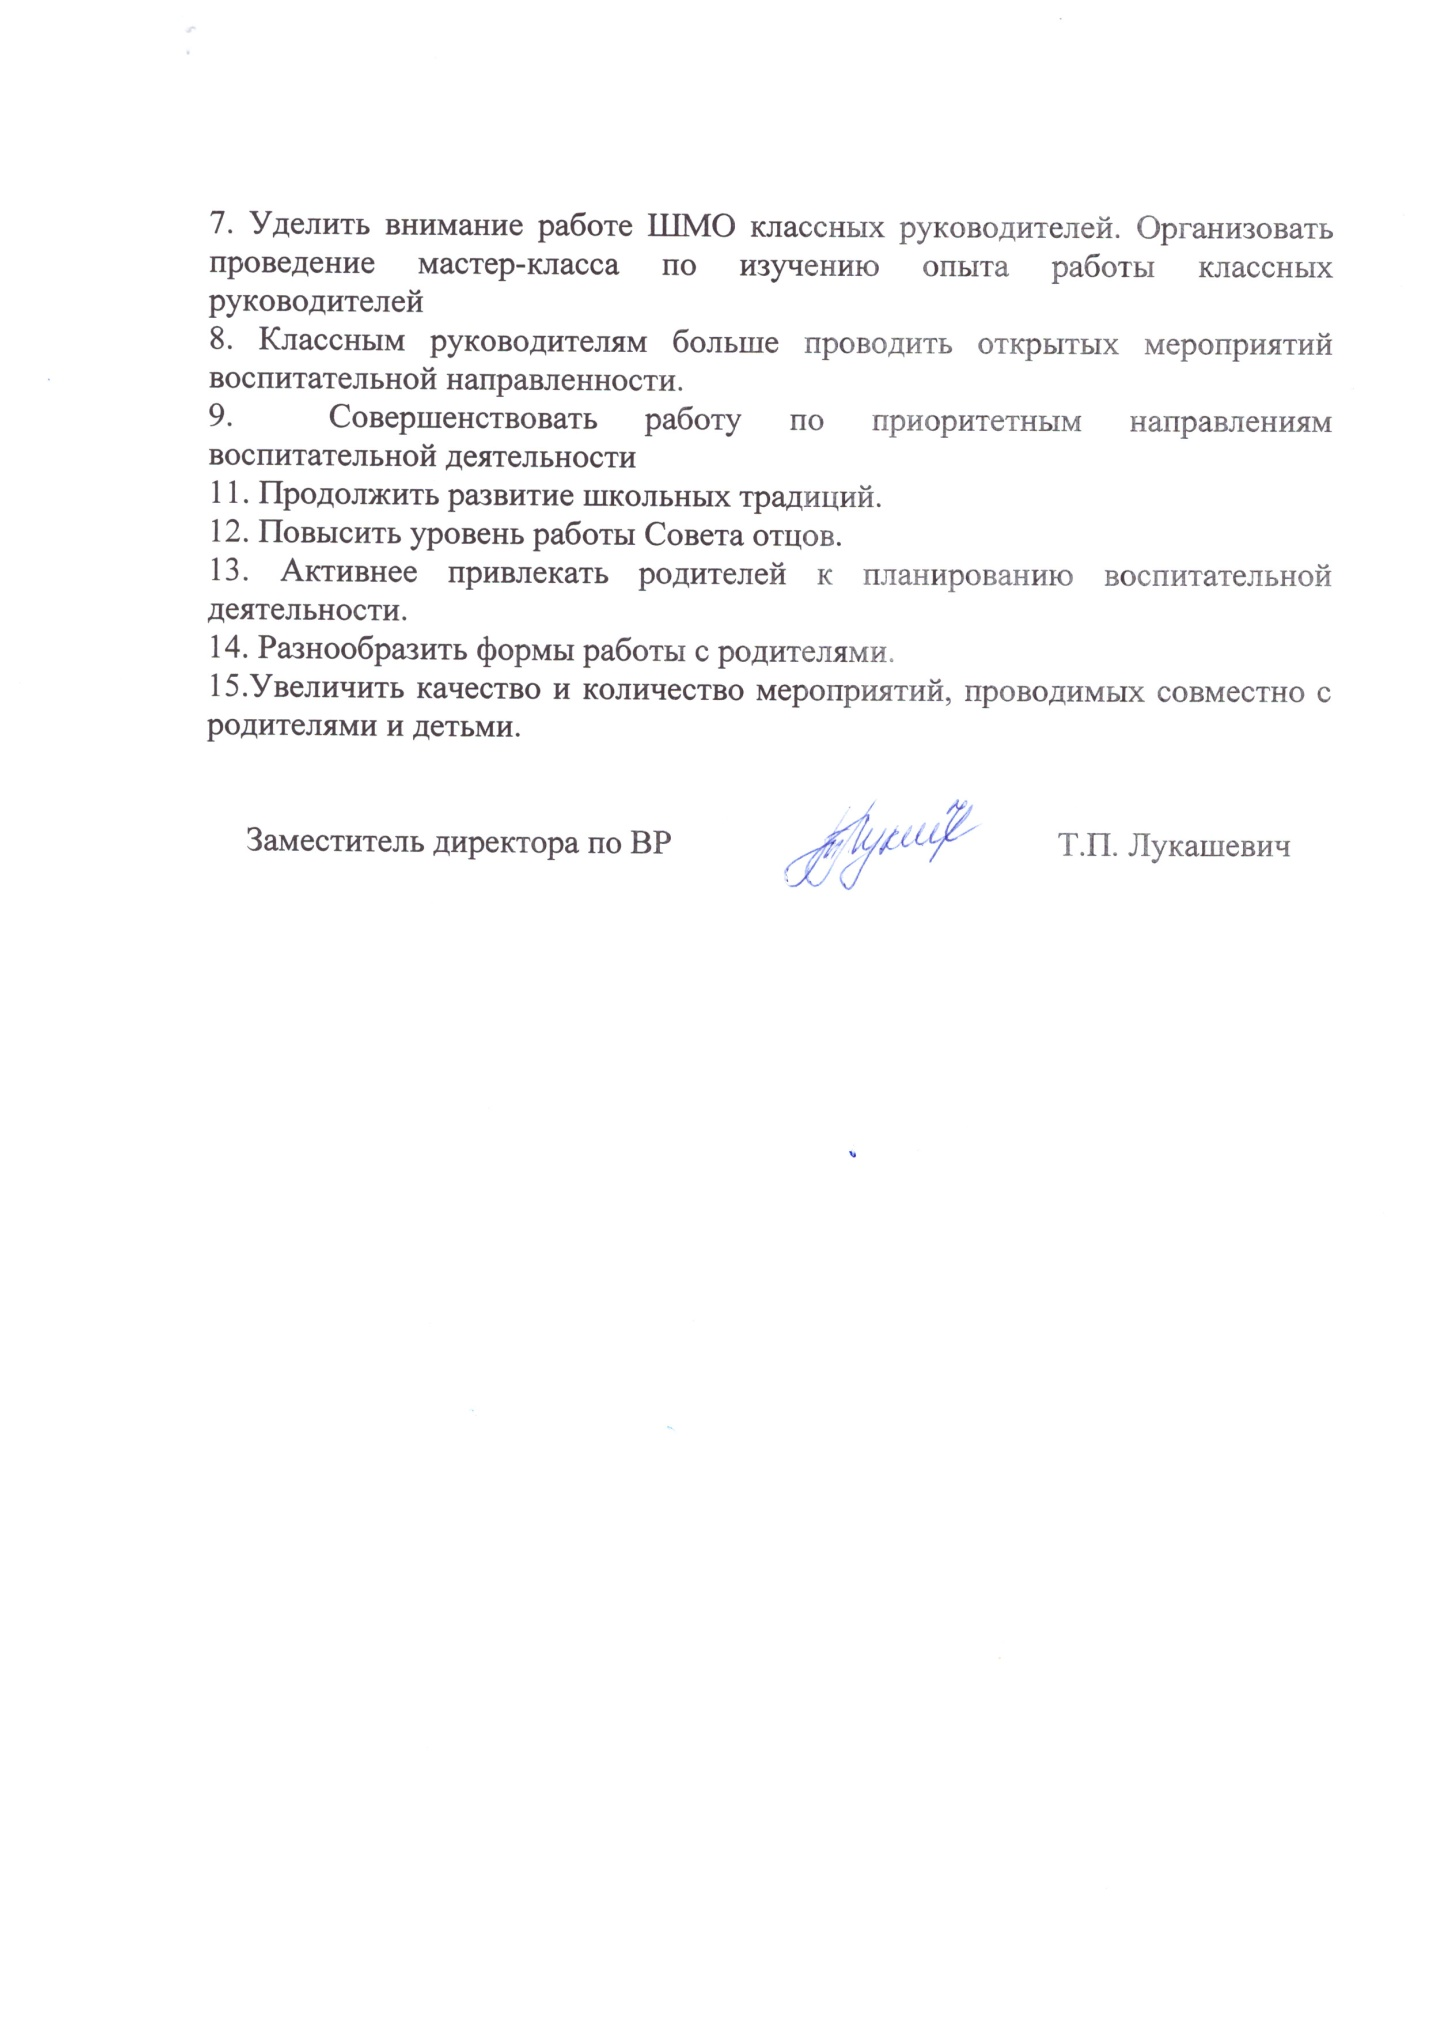 7. Уделить внимание работе ШМО классных руководителей. Организовать
проведение мастер-класса по изучению опыта работы классных
руководителей
8. Классным руководителям больше проводить открытых мероприятий
воспитательной направленности.
9. Совершенствовать работу по приоритетным направлениям
воспитательной деятельности
11. Продолжить развитие школьных традиций.
12. Повысить уровень работы Совета отцов.
13. Активнее привлекать родителей к планированию воспитательной
деятельности.
14. Разнообразить формы работы с родителями.
15.Увеличить качество и количество мероприятий, проводимых совместно с
родителями и детьми.
Заместитель директора по ВР Т.П. Лукашевич